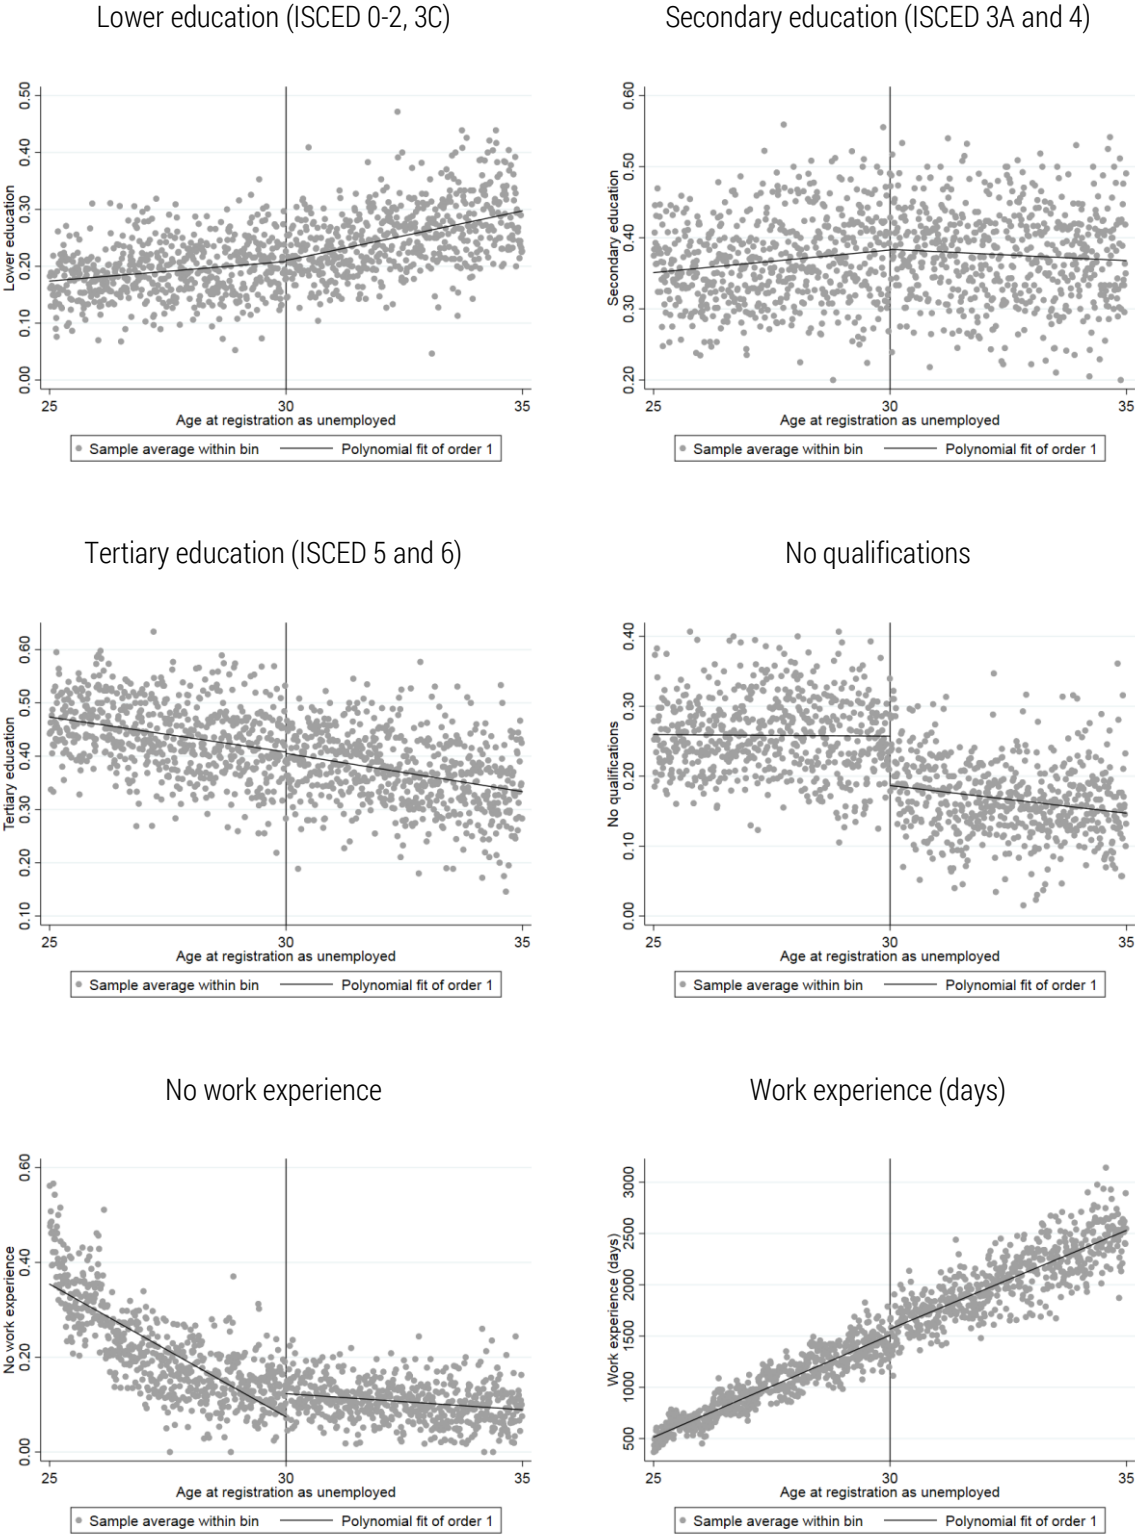 Lower education (ISCED 0-2, 3C)
Lower education
0.50
0.40
0.30
0.20
0.10
0.00
25 30 35
Age at registration as unemployed
Sample average within bin Polynomial fit of order 1
Secondary education (ISCED 3A and 4)
Secondary education
0.60
0.50
0.40
0.30
0.20
25 30 35
Age at registration as unemployed
Sample average within bin Polynomial fit of order 1
Tertiary education (ISCED 5 and 6)
Tertiary education
0.60
0.50
0.40
0.30
0.20
0.10
25 30 35
Age at registration as unemployed
Sample average within bin Polynomial fit of order 1
No qualifications
No qualifications
0.40
0.30
0.20
0.10
0.00
25 30 35
Age at registration as unemployed
Sample average within bin Polynomial fit of order 1
No work experience
No work experience
0.60
0.40
0.20
0.00
25 30 35
Age at registration as unemployed
Sample average within bin Polynomial fit of order 1
Work experience (days)
Work experience (days)
3000
2500
2000
1500
1000
500
25 30 35
Age at registration as unemployed
Sample average within bin Polynomial fit of order 1